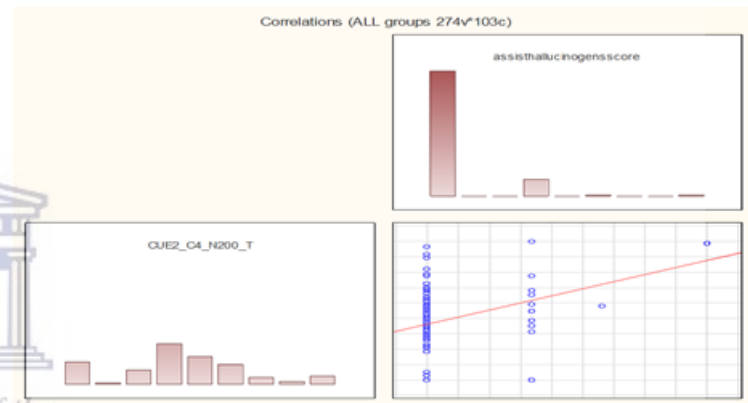 Correlations (ALL groups 274v*103c)
assisthallucinogensscore
CUE2_C4_N200_T